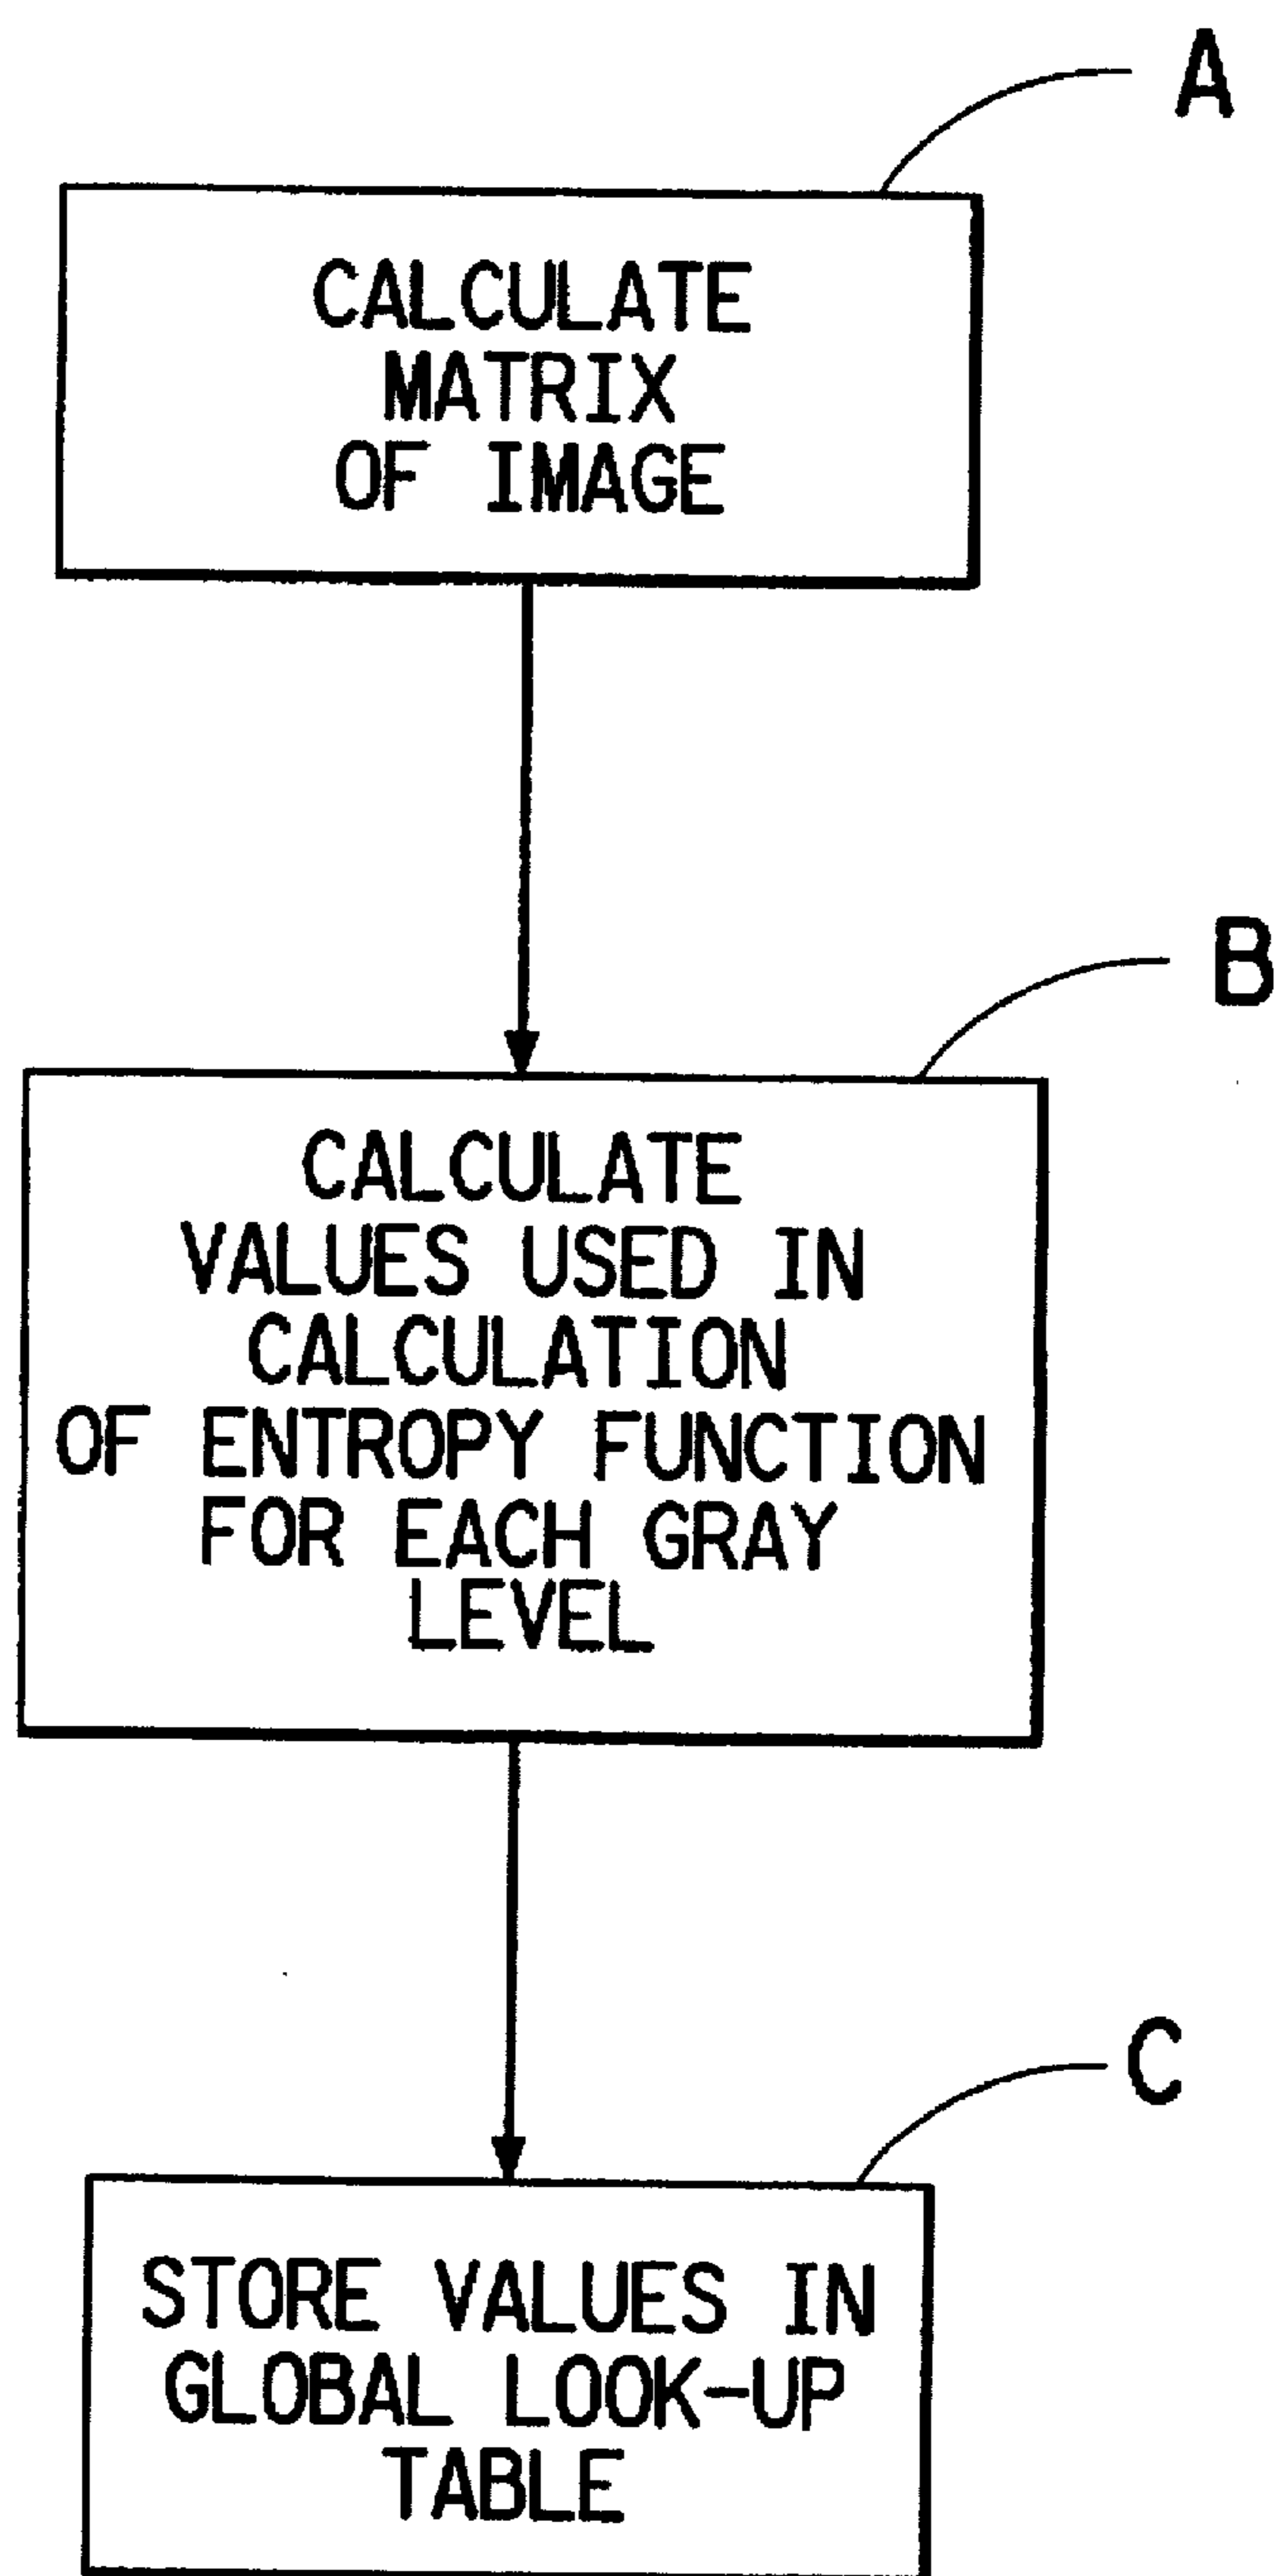 A
CALCULATE
MATRIX
OF IMAGE
B
CALCULATE
VALUES USED IN
CALCULATION
OF ENTROPY FUNCTION
FOR EACH GRAY
LEVEL
C
STORE VALUES IN
GLOBAL LOOK-UP
TABLE